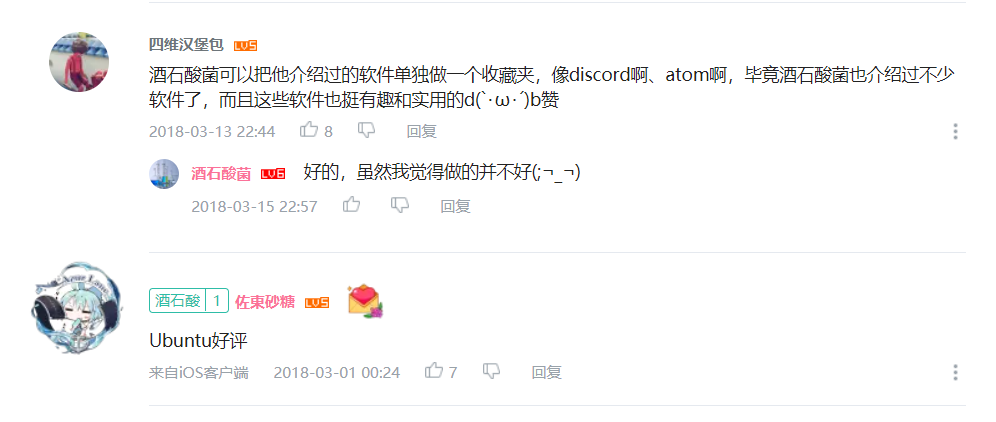 四维汉堡包 LV5
酒石酸菌可以把他介绍过的软件单独做一个收藏夹，像discord啊、atom啊，毕竟酒石酸菌也介绍过不少
软件了，而且这些软件也挺有趣和实用的d(`･ω･´)b赞
2018-03-13 22:44 8 回复
酒石酸菌 LV6 好的，虽然我觉得做的并不好(;¬_¬)
2018-03-15 22:57 回复
酒石酸 1 佐東砂糖 LV5
Ubuntu好评
来自iOS客户端 2018-03-01 00:24 7 回复